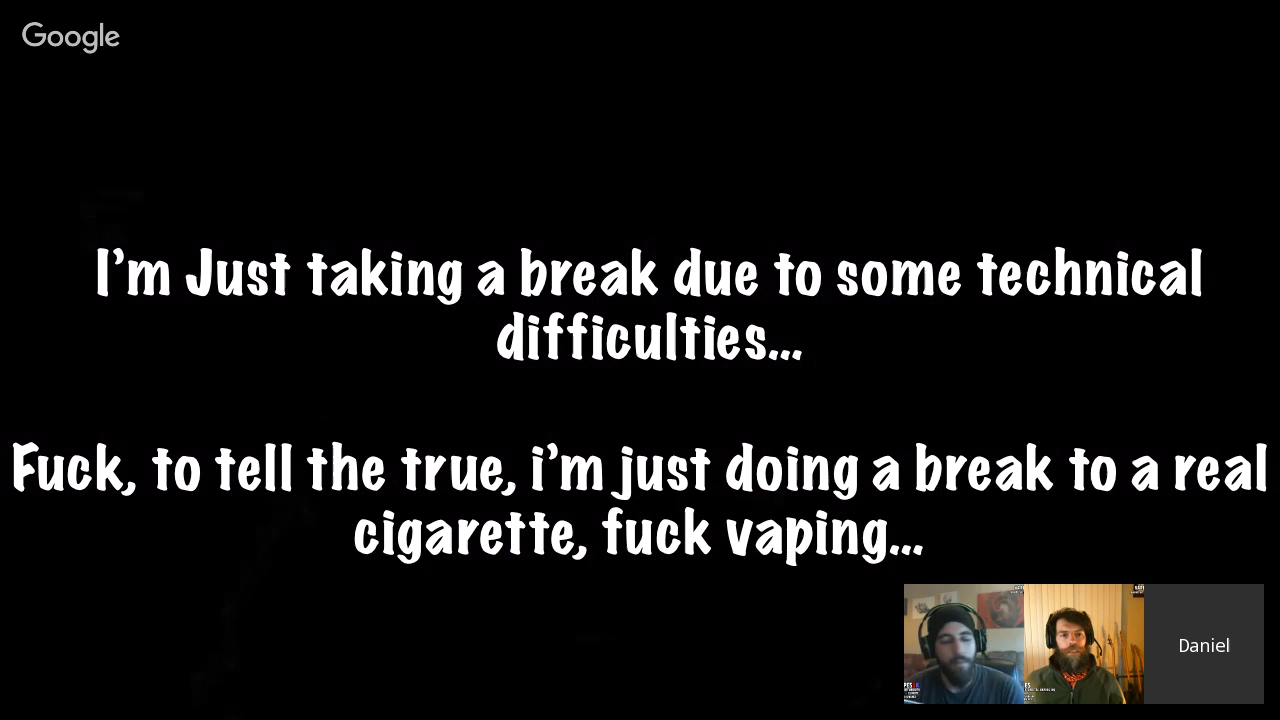 Google
I'm Just taking a break due to some technical
difficulties...
Fuck, to tell the true, i'm just doing a break to a real
cigarette, fuck vaping...
Daniel